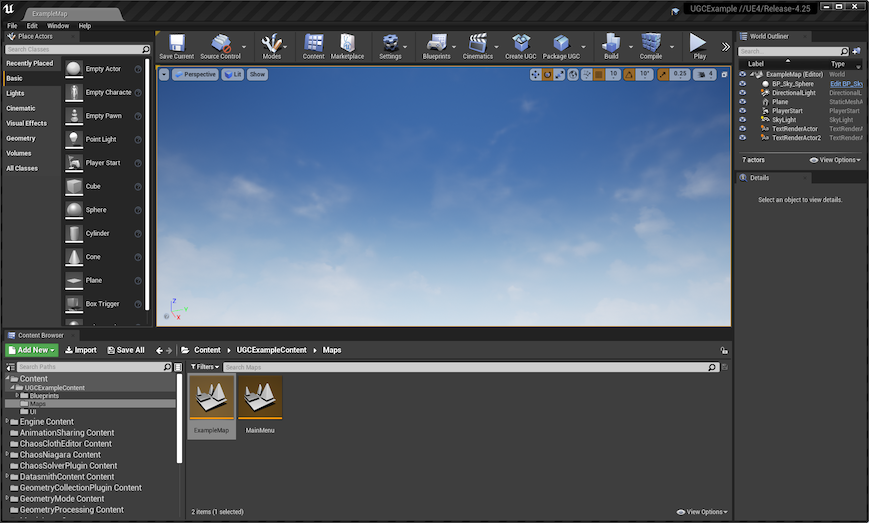 ExampleMap
UGCExample //UE4/Release-4.25
File Edit Window Help
Place Actors
Search Classes
Recently Placed
Basic
Lights
Cinematic
Visual Effects
Geometry
Volumes
All Classes
Empty Actor
Empty Characte
Empty Pawn
Point Light
Player Start
Cube
Sphere
Cylinder
Cone
Plane
Box Trigger
Save Current
Source Control
Modes
Content
Marketplace
Settings
Blueprints
Cinematics
Create UGC
Package UGC
Build
Compile
Play
Perspective Lit Show
10 10° 0.25 4
Z
Y
X
World Outliner
Search...
Label Type
ExampleMap (Editor) World
BP_Sky_Sphere Edit BP_Sky
DirectionalLight DirectionalL
Plane StaticMeshA
PlayerStart PlayerStart
SkyLight SkyLight
TextRenderActor TextRenderA
TextRenderActor2 TextRenderA
7 actors View Options
Details
Select an object to view details.
Content Browser
Add New Import Save All Content UGCExampleContent Maps
Search Paths
Filters Search Maps
Content
UGCExampleContent
Blueprints
Maps
UI
Engine Content
AnimationSharing Content
ChaosClothEditor Content
ChaosNiagara Content
ChaosSolverPlugin Content
DatasmithContent Content
GeometryCollectionPlugin Content
GeometryMode Content
GeometryProcessing Content
ExampleMap
MainMenu
2 items (1 selected) View Options